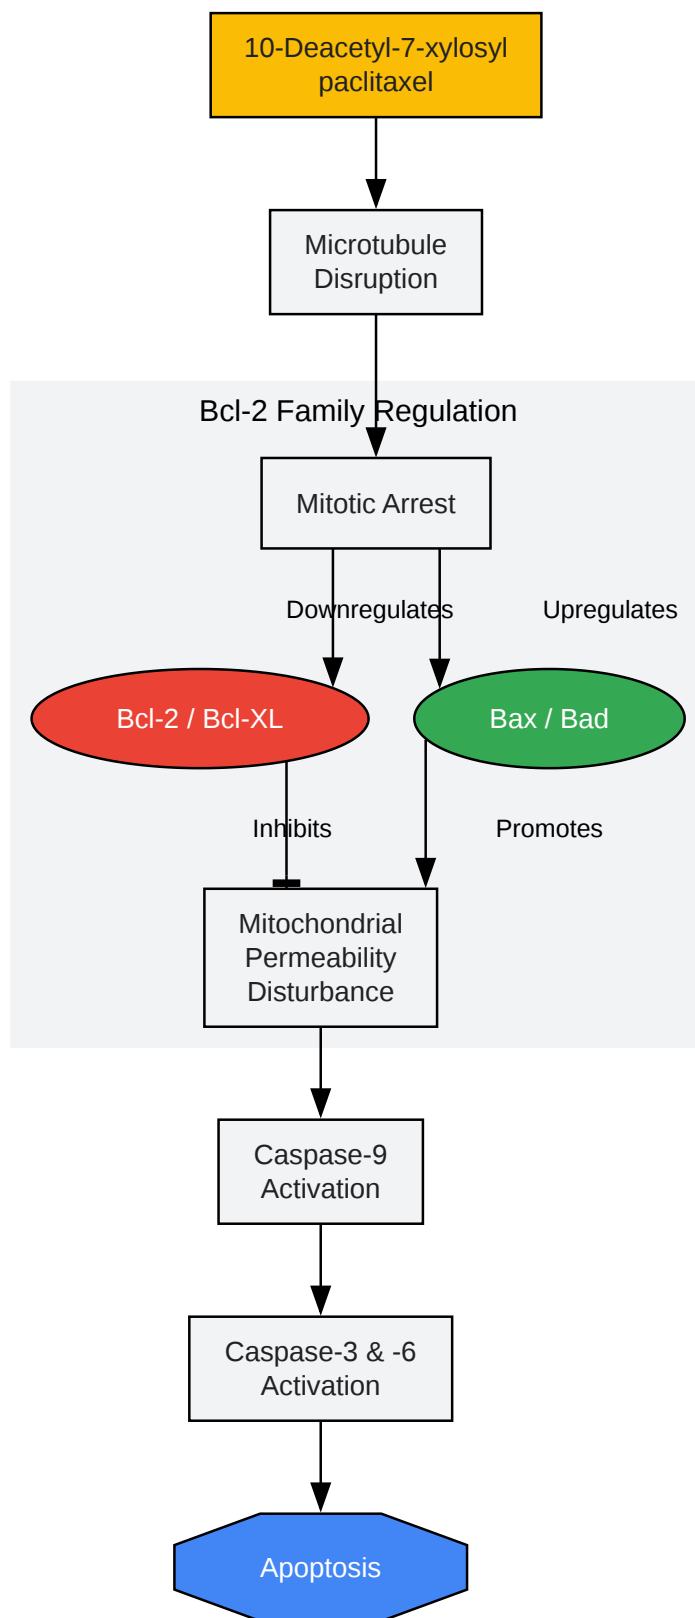 10-Deacetyl-7-xylosyl
paclitaxel
Microtubule
Disruption
Bcl-2 Family Regulation
Mitotic Arrest
Downregulates
Upregulates
Bcl-2 / Bcl-XL
Bax / Bad
Inhibits
Promotes
Mitochondrial
Permeability
Disturbance
Caspase-9
Activation
Caspase-3 & -6
Activation
Apoptosis